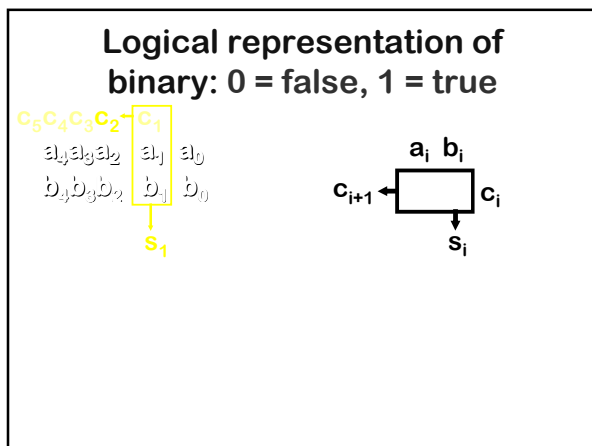 Logical representation of
binary: 0 = false, 1 = true
c₅c₄c₃c₂ c₁
a₄a₃a₂ a₁ a₀
b₄b₃b₂ b₁ b₀
s₁
aᵢ bᵢ
cᵢ₊₁ cᵢ
sᵢ